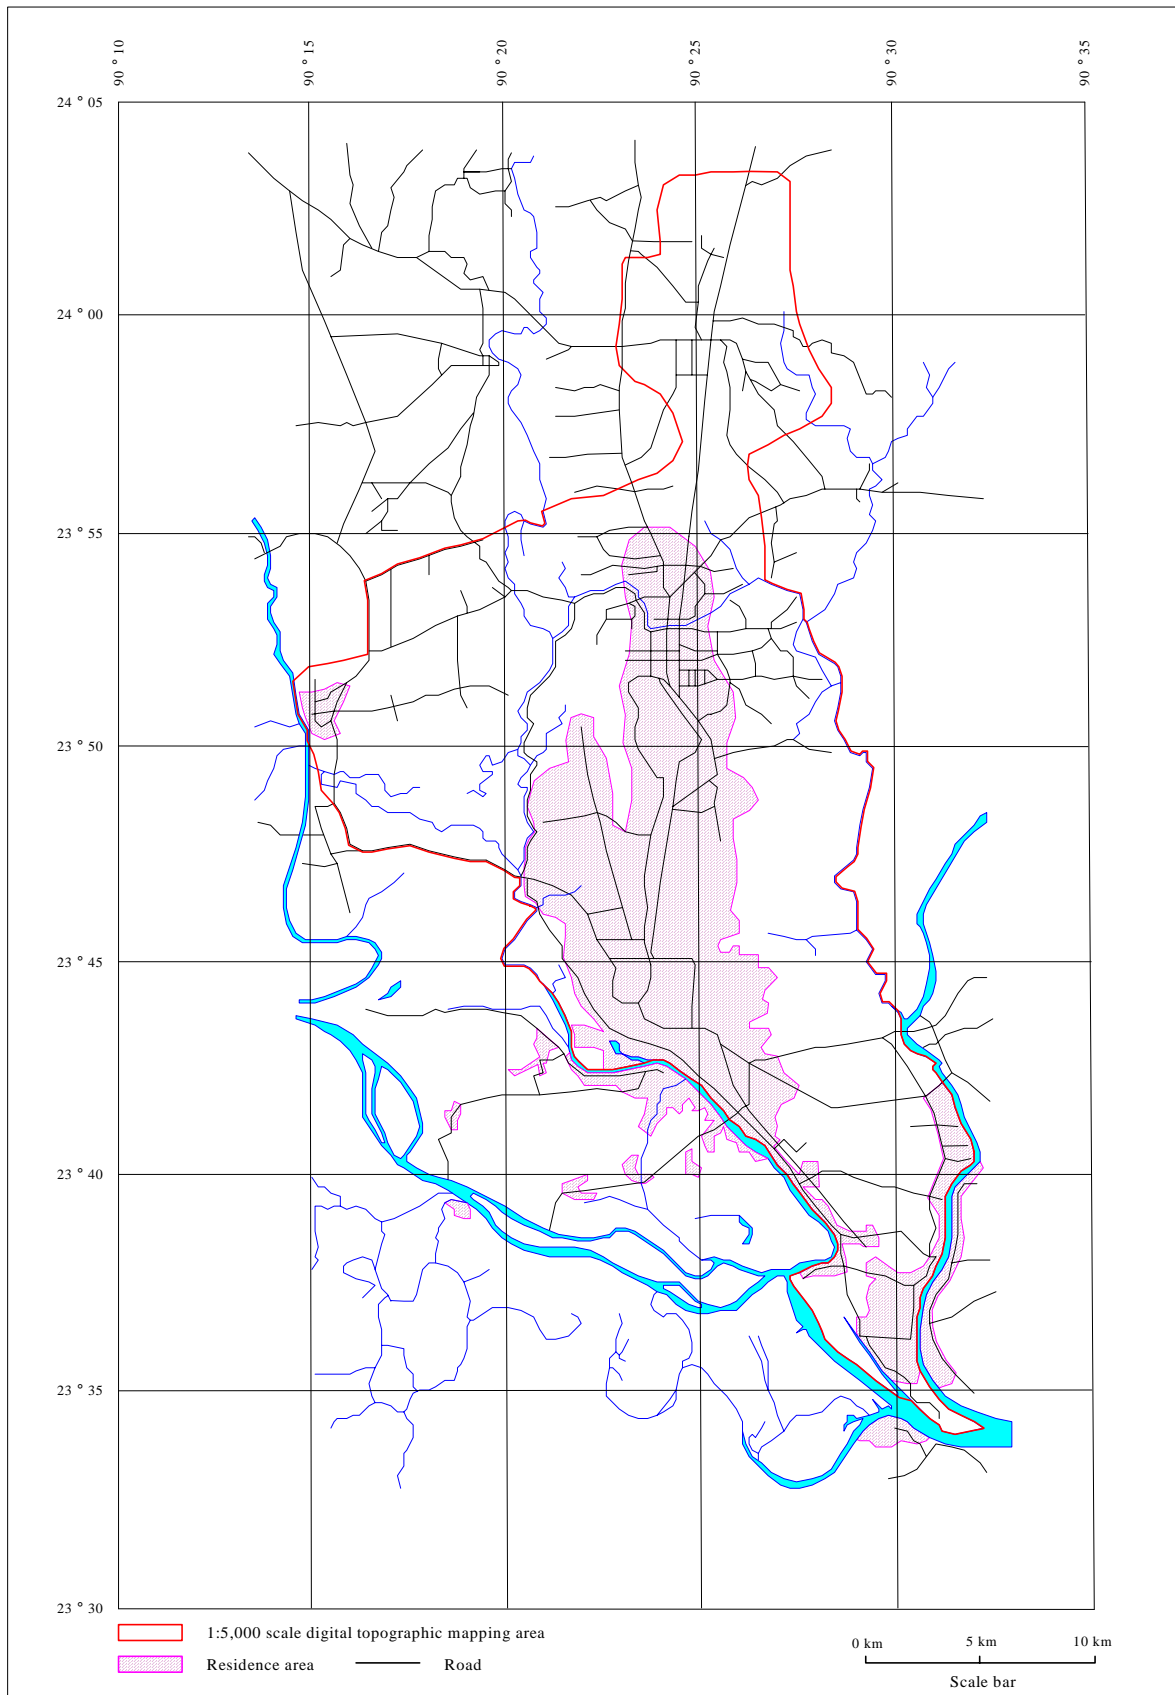 90 ° 10
90 ° 15
90 ° 20
90 ° 25
90 ° 30
90 ° 35
24 ° 05
24 ° 00
23 ° 55
23 ° 50
23 ° 45
23 ° 40
23 ° 35
23 ° 30
1:5,000 scale digital topographic mapping area
Residence area
Road
0 km
5 km
10 km
Scale bar